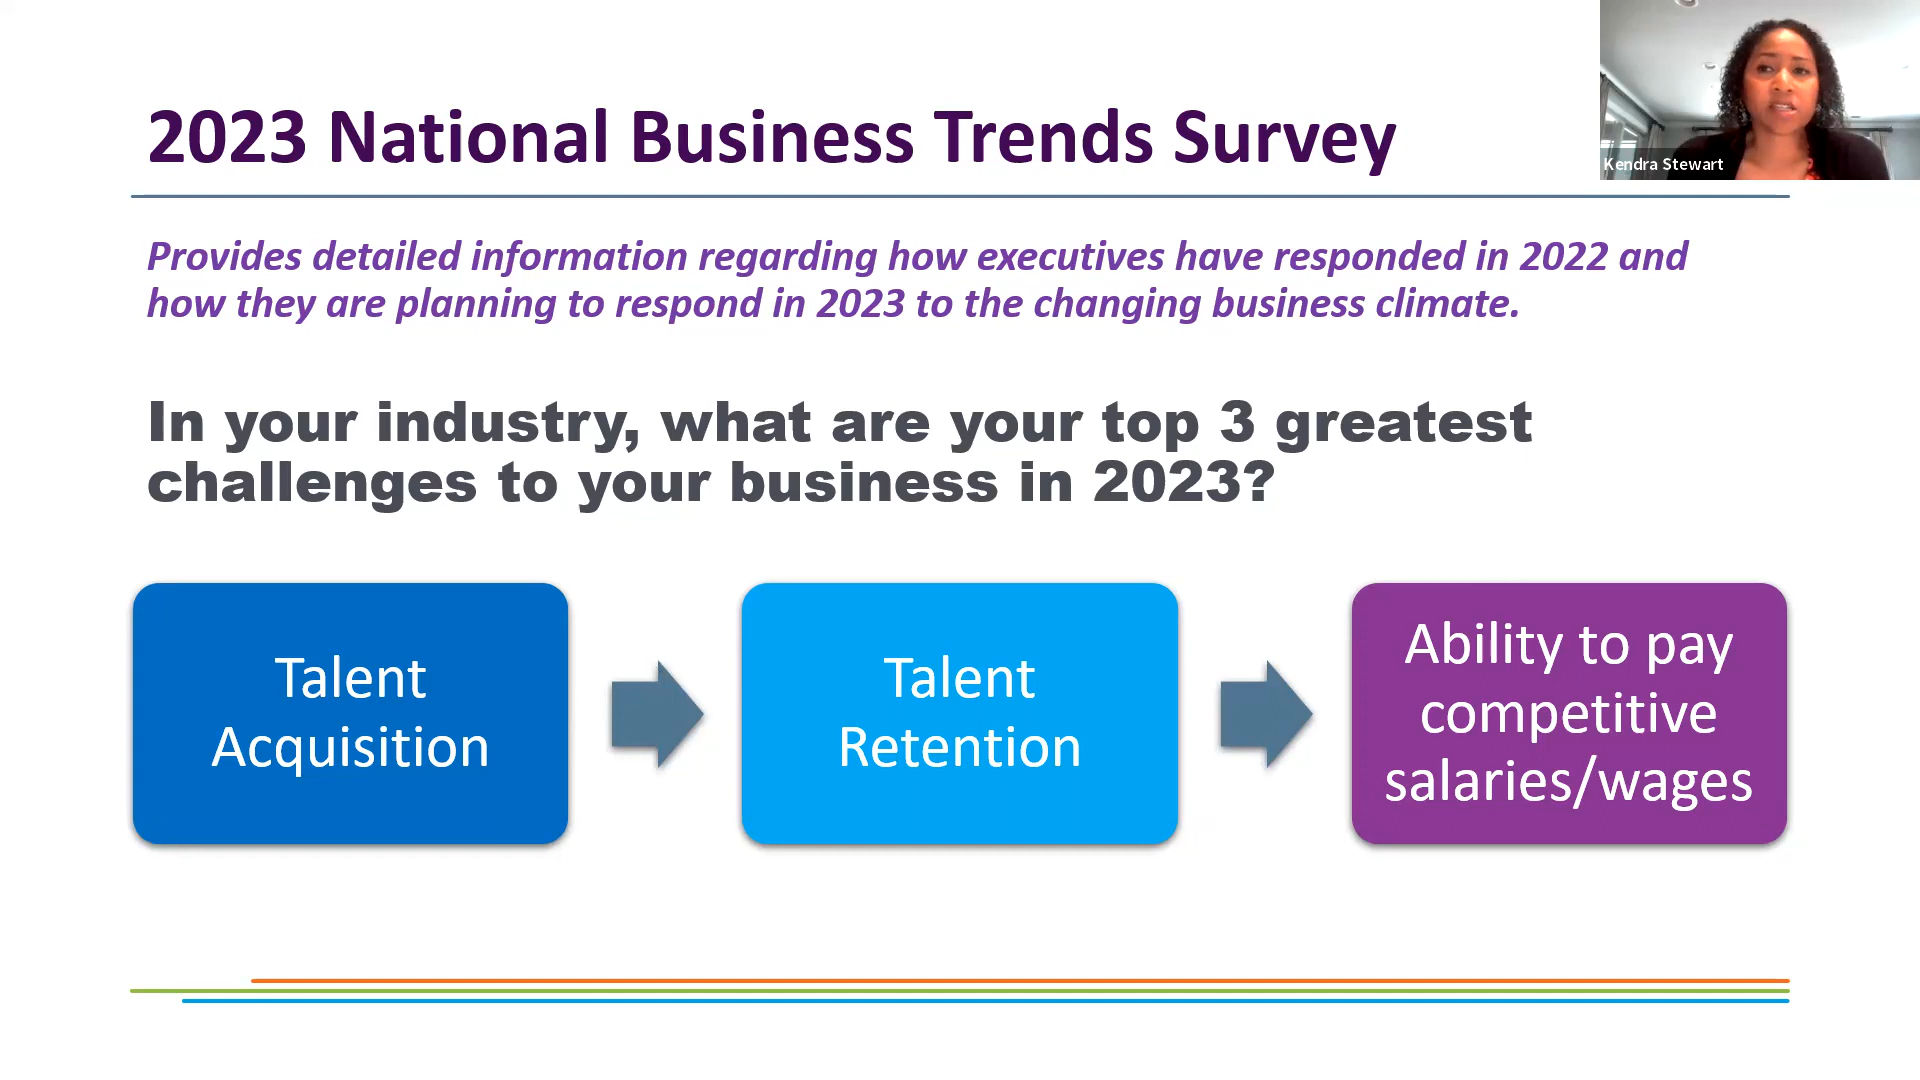 2023 National Business Trends Survey
Kendra Stewart
Provides detailed information regarding how executives have responded in 2022 and
how they are planning to respond in 2023 to the changing business climate.
In your industry, what are your top 3 greatest
challenges to your business in 2023?
Talent
Acquisition
Talent
Retention
Ability to pay
competitive
salaries/wages